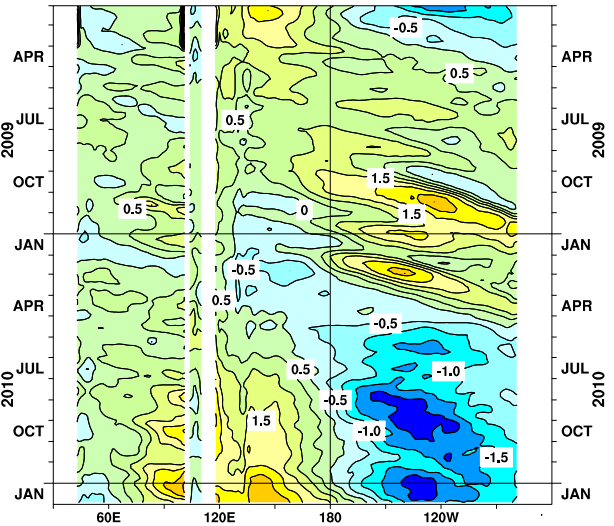 -0.5
APR APR
0.5
JUL 0.5 JUL
2009 2009
OCT 1.5 OCT
0.5 0 1.5
JAN JAN
-0.5
0.5
APR APR
-0.5
JUL 0.5 -1.0 JUL
2010 2010
-0.5
OCT 1.5 -1.0 OCT
-1.5
JAN JAN
60E 120E 180 120W